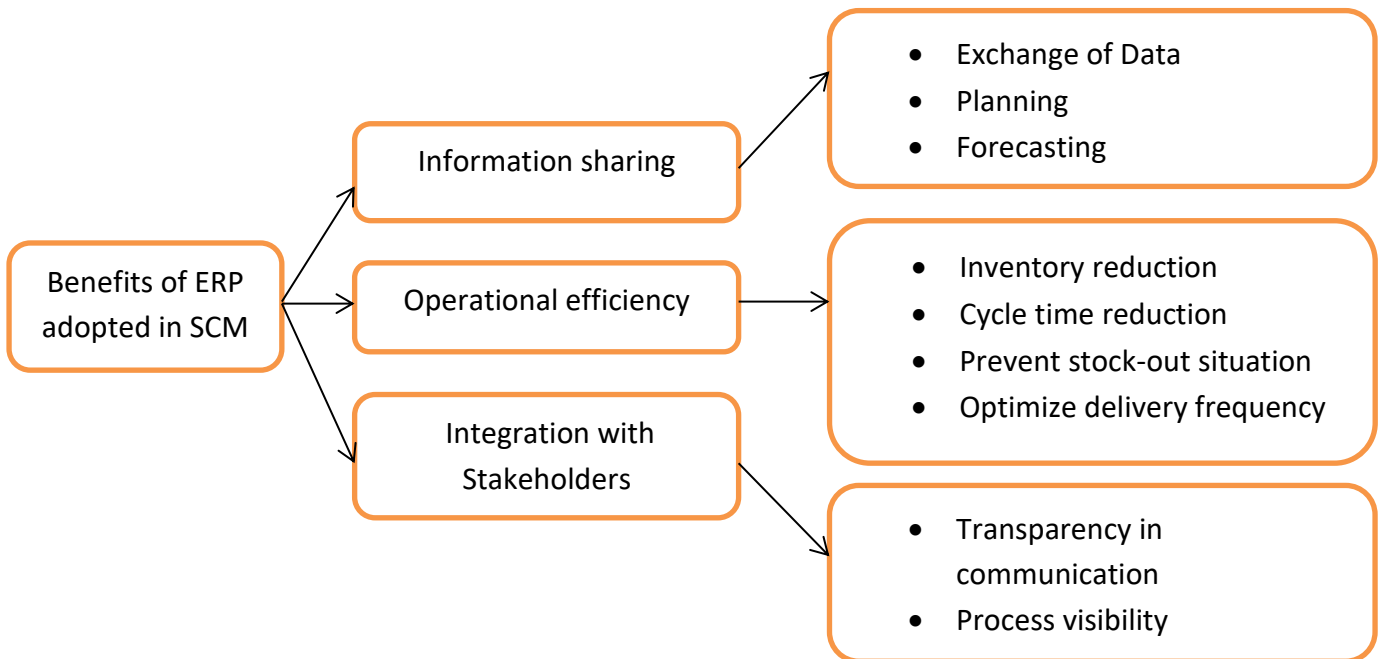 Benefits of ERP
adopted in SCM
Information sharing
Operational efficiency
Integration with
Stakeholders
• Exchange of Data
• Planning
• Forecasting
• Inventory reduction
• Cycle time reduction
• Prevent stock-out situation
• Optimize delivery frequency
• Transparency in
communication
• Process visibility